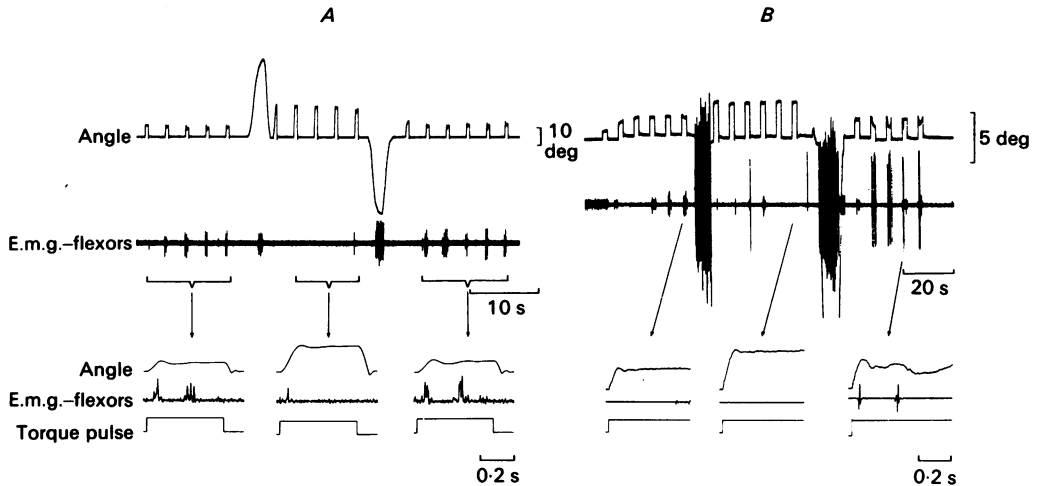 A
B
Angle
10
deg
5 deg
E.m.g.–flexors
10 s
20 s
Angle
E.m.g.–flexors
Torque pulse
0·2 s
0·2 s